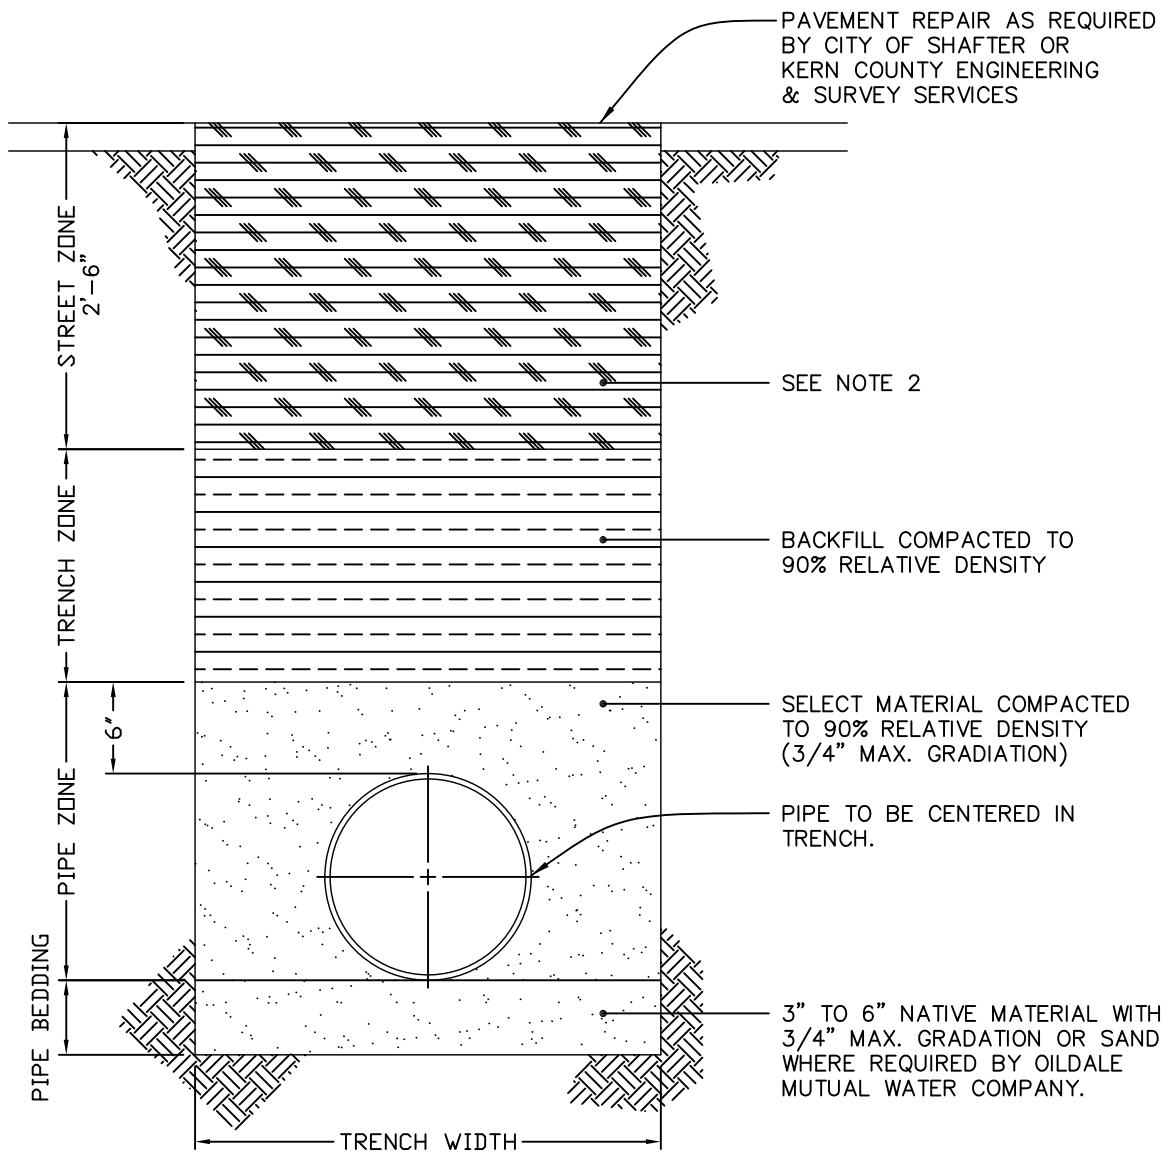 PAVEMENT REPAIR AS REQUIRED
BY CITY OF SHAFTER OR
KERN COUNTY ENGINEERING
& SURVEY SERVICES
STREET ZONE
2'-6"
SEE NOTE 2
TRENCH ZONE
BACKFILL COMPACTED TO
90% RELATIVE DENSITY
6"
SELECT MATERIAL COMPACTED
TO 90% RELATIVE DENSITY
(3/4" MAX. GRADIATION)
PIPE ZONE
PIPE TO BE CENTERED IN
TRENCH.
PIPE BEDDING
3" TO 6" NATIVE MATERIAL WITH
3/4" MAX. GRADATION OR SAND
WHERE REQUIRED BY OILDALE
MUTUAL WATER COMPANY.
TRENCH WIDTH